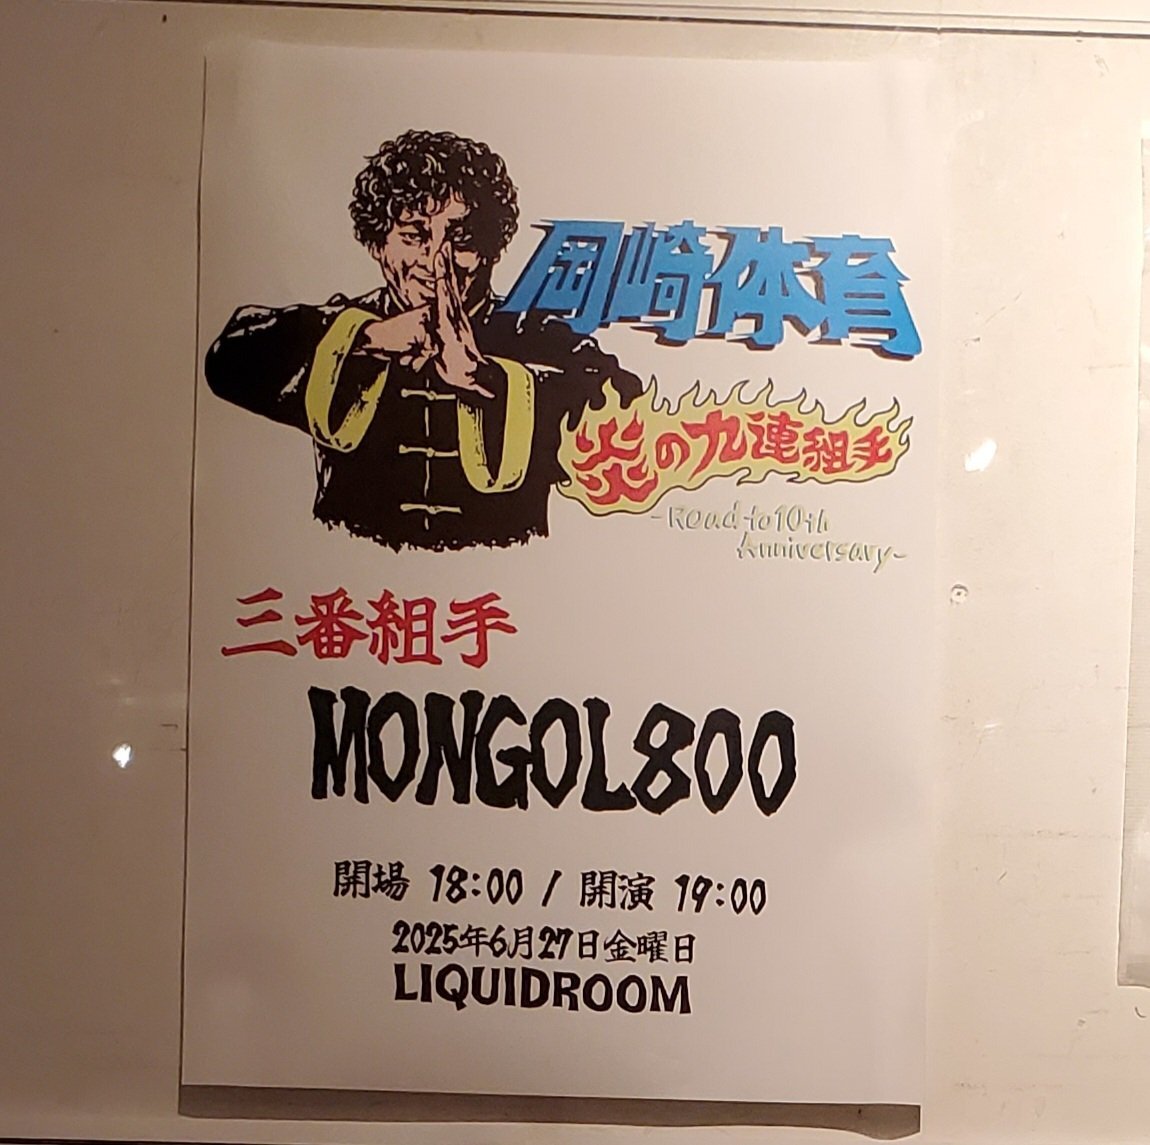 岡崎体育
炎の九連組手
-Road to 10th
Anniversary-
三番組手
MONGOL800
開場 18:00 / 開演 19:00
2025年6月27日金曜日
LIQUIDROOM